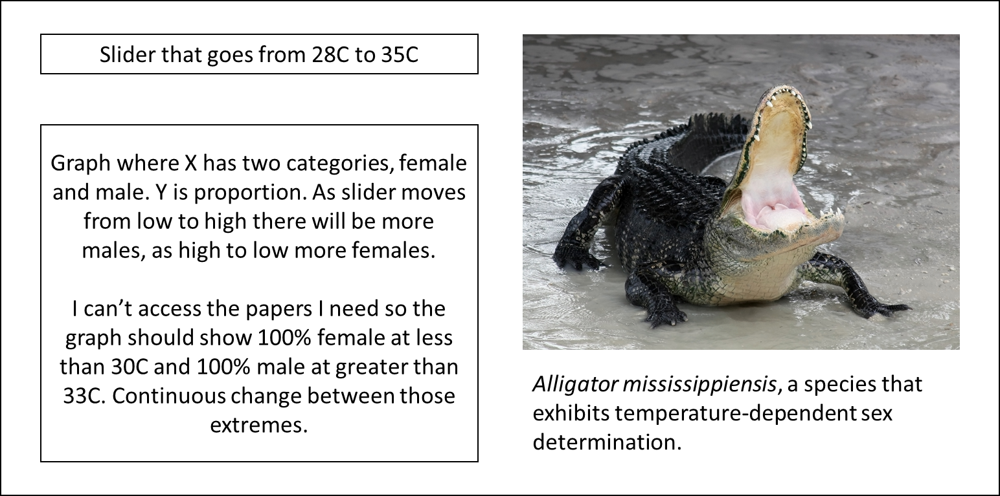 Slider that goes from 28C to 35C
Graph where X has two categories, female
and male. Y is proportion. As slider moves
from low to high there will be more
males, as high to low more females.
I can’t access the papers I need so the
graph should show 100% female at less
than 30C and 100% male at greater than
33C. Continuous change between those
extremes.
Alligator mississippiensis, a species that
exhibits temperature-dependent sex
determination.